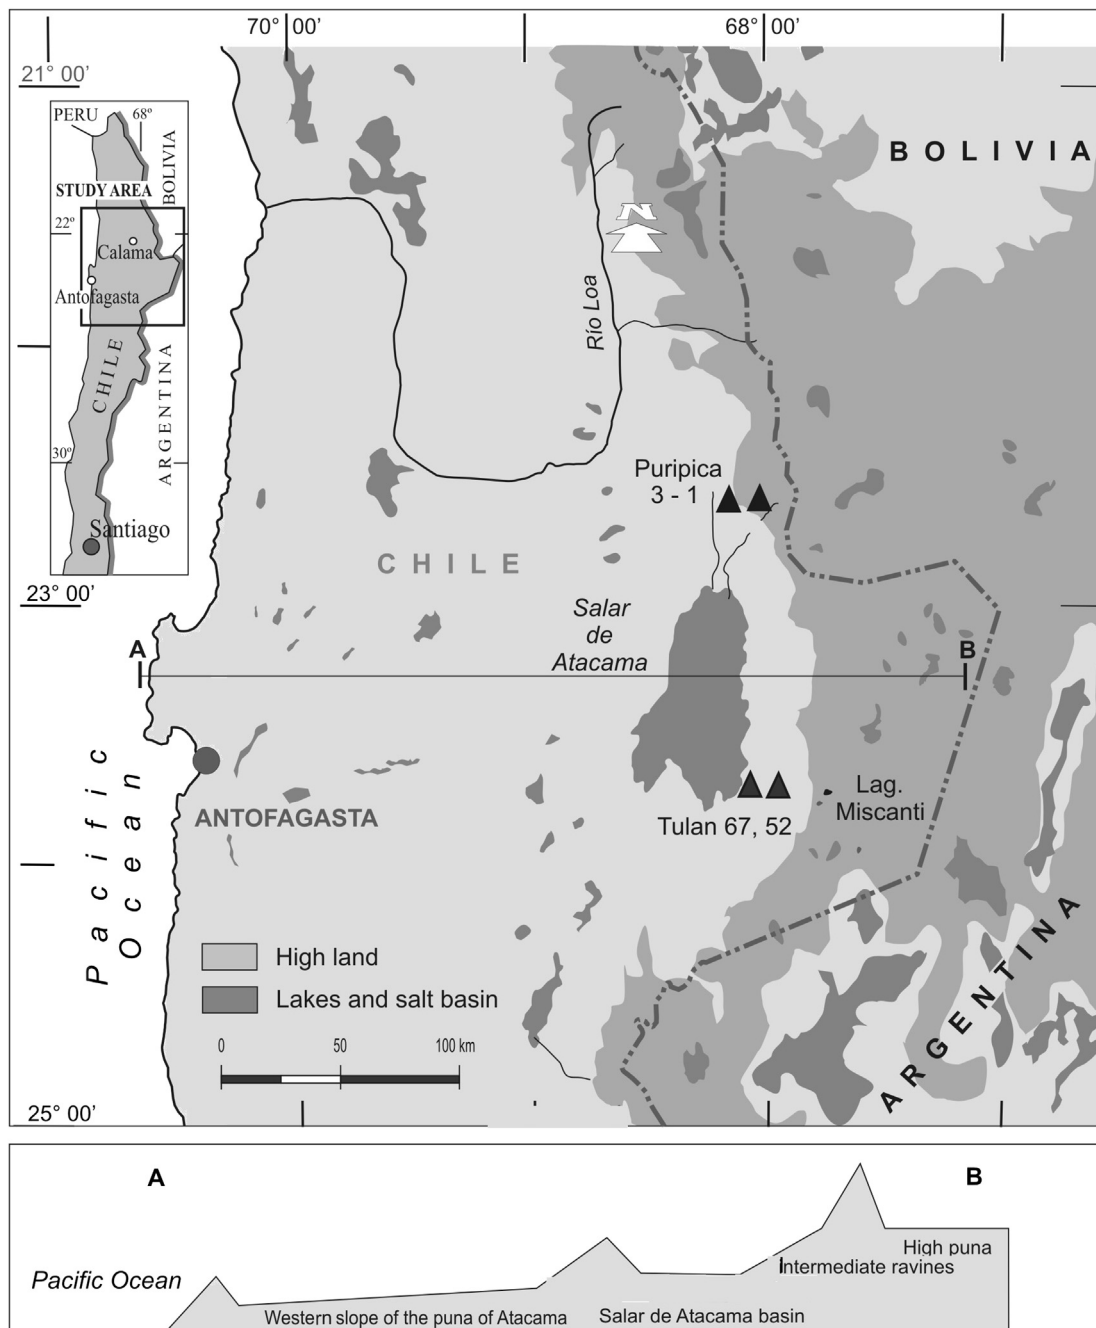 70° 00’
68° 00’
21° 00’
PERU
68º
BOLIVIA
STUDY AREA
22º
Calama
Antofagasta
CHILE
ARGENTINA
30º
Santiago
BOLIVIA
Río Loa
Puripica
3 - 1
CHILE
23° 00’
Salar
de
Atacama
A
B
Pacific
Ocean
ANTOFAGASTA
Lag.
Miscanti
Tulan 67, 52
High land
Lakes and salt basin
0
50
100 km
ARGENTINA
25° 00’
A
B
Pacific Ocean
High puna
Intermediate ravines
Western slope of the puna of Atacama
Salar de Atacama basin